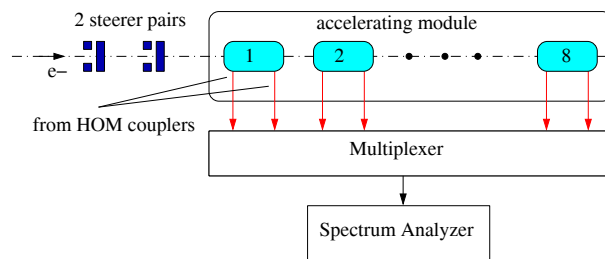 2 steerer pairs
accelerating module
e−
1
2
8
from HOM couplers
Multiplexer
Spectrum Analyzer